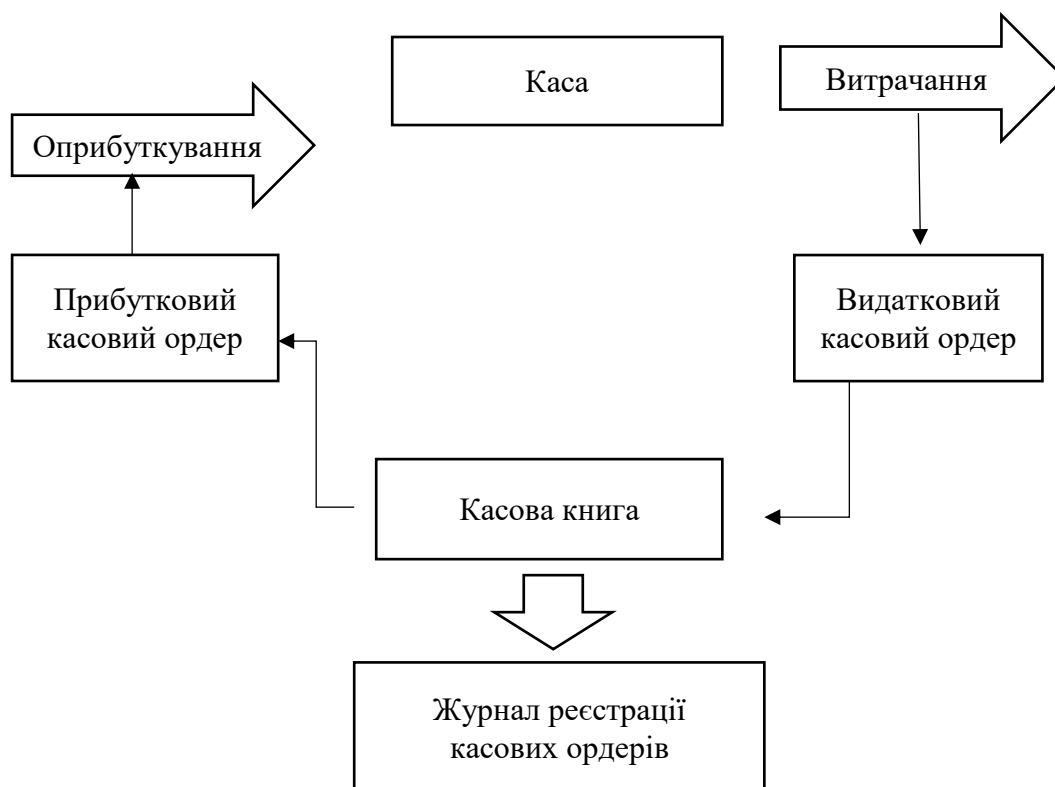 Каса
Витрачання
Оприбуткування
Прибутковий
касовий ордер
Видатковий
касовий ордер
Касова книга
Журнал реєстрації
касових ордерів